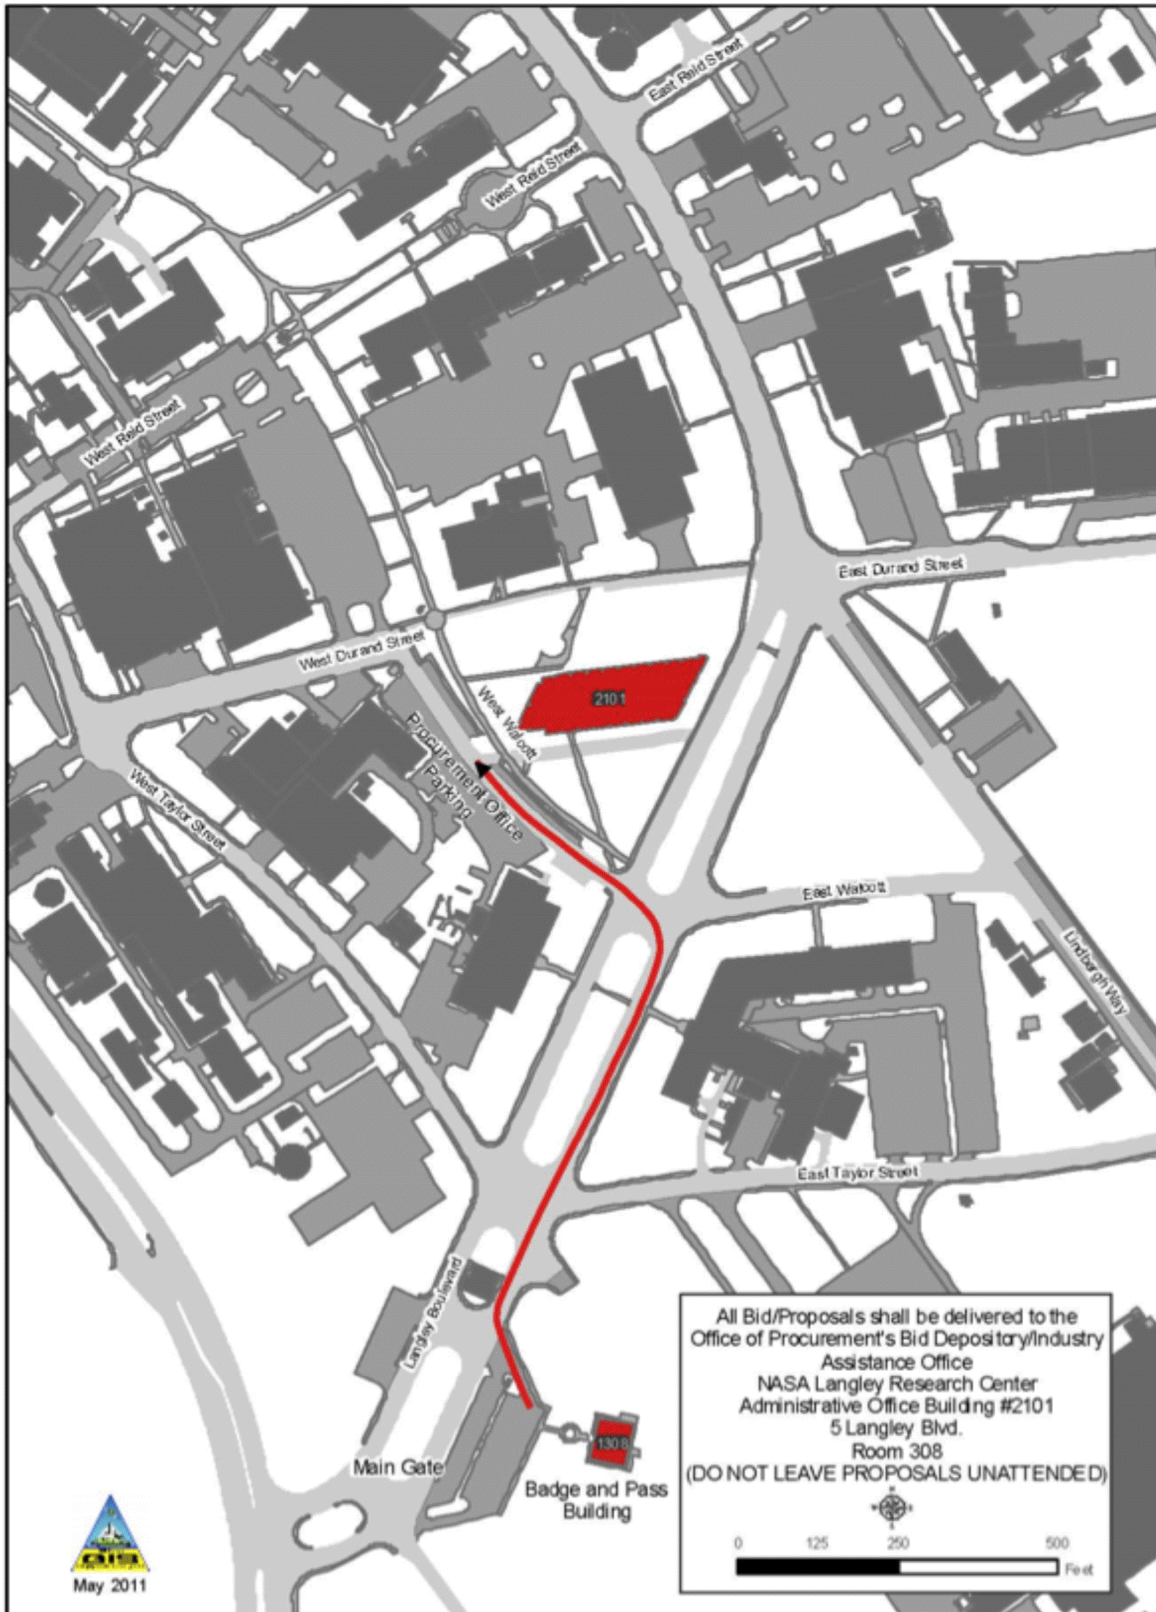 East Reid Street
West Reid Street
West Reid Street
East Durand Street
West Durand Street
2101
West Walcott
Procurement Office
Parking
West Taylor Street
East Walcott
Lindbergh Way
East Taylor Street
Langley Boulevard
Main Gate
1308
Badge and Pass
Building
All Bid/Proposals shall be delivered to the
Office of Procurement's Bid Depository/Industry
Assistance Office
NASA Langley Research Center
Administrative Office Building #2101
5 Langley Blvd.
Room 308
(DO NOT LEAVE PROPOSALS UNATTENDED)
0 125 250 500
Feet
GIS
May 2011